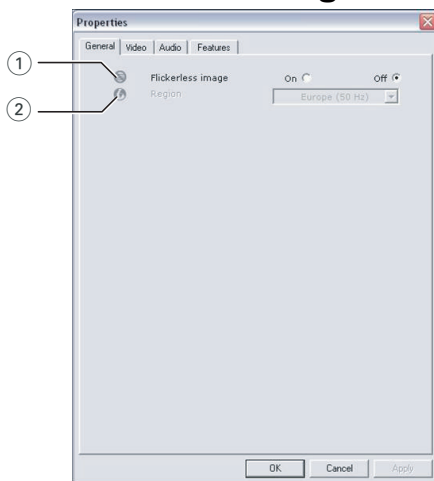 Properties
General Video Audio Features
1 Flickerless image On Off
2 Region Europe (50 Hz)
OK Cancel Apply